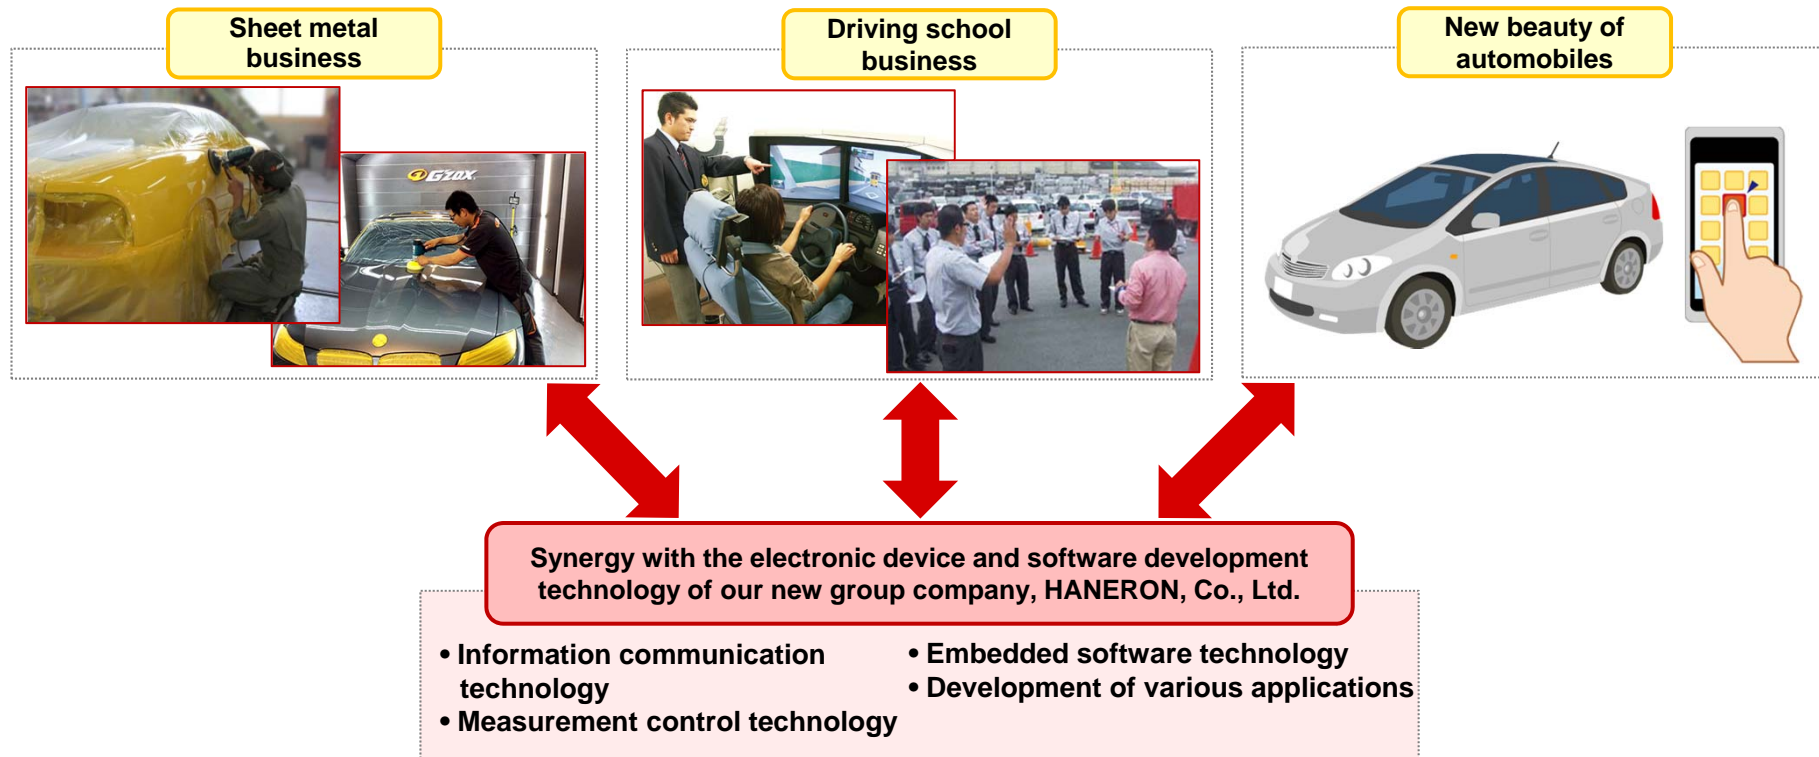 Sheet metal
business
Driving school
business
New beauty of
automobiles
G'ZOX
Synergy with the electronic device and software development
technology of our new group company, HANERON, Co., Ltd.
• Information communication
technology
• Measurement control technology
• Embedded software technology
• Development of various applications